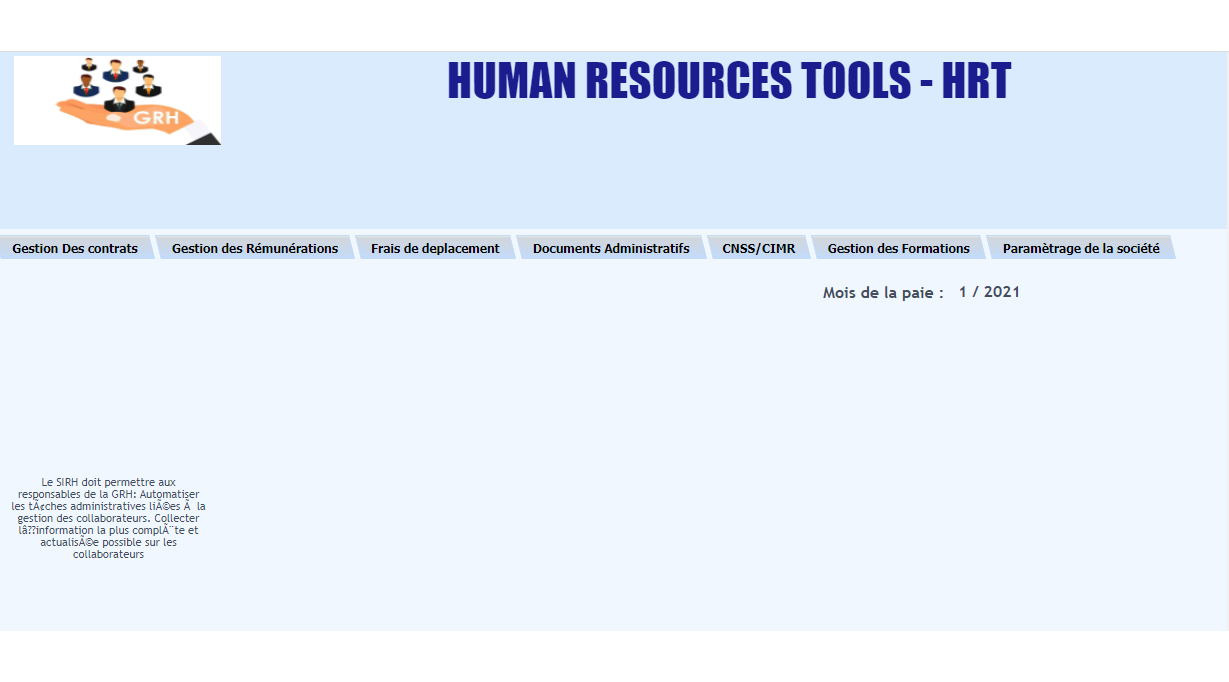 GRH
HUMAN RESOURCES TOOLS - HRT
Gestion Des contrats
Gestion des Rémunérations
Frais de deplacement
Documents Administratifs
CNSS/CIMR
Gestion des Formations
Paramètrage de la société
Mois de la paie : 1 / 2021
Le SIRH doit permettre aux
responsables de la GRH: Automatiser
les tÃ¢ches administratives liÃ©es Ã  la
gestion des collaborateurs. Collecter
lâ??information la plus complÃ¨te et
actualisÃ©e possible sur les
collaborateurs